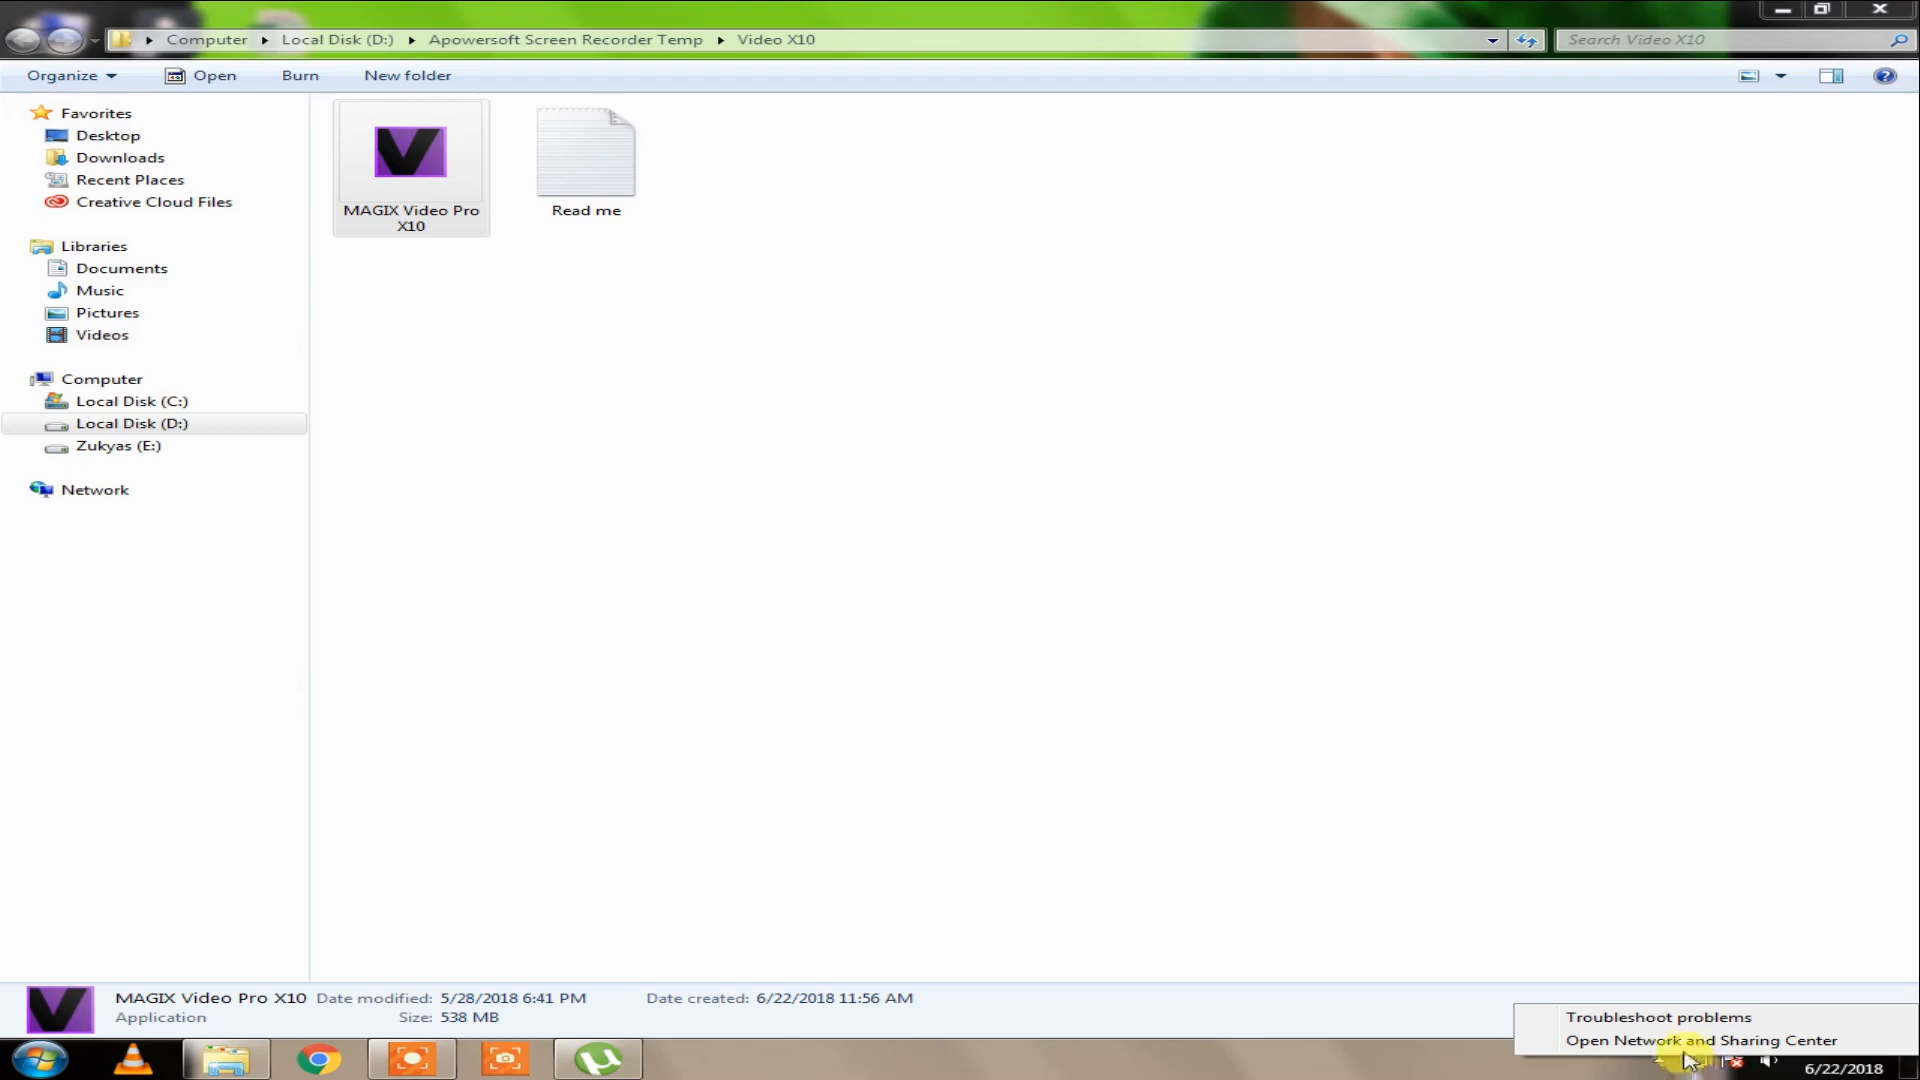 Computer Local Disk (D:) Apowersoft Screen Recorder Temp Video X10
Search Video X10
Organize Open Burn New folder
Favorites
Desktop
Downloads
Recent Places
Creative Cloud Files
Libraries
Documents
Music
Pictures
Videos
Computer
Local Disk (C:)
Local Disk (D:)
Zukyas (E:)
Network
MAGIX Video Pro
X10
Read me
MAGIX Video Pro X10 Date modified: 5/28/2018 6:41 PM Date created: 6/22/2018 11:56 AM
Application Size: 538 MB
Troubleshoot problems
Open Network and Sharing Center
6/22/2018